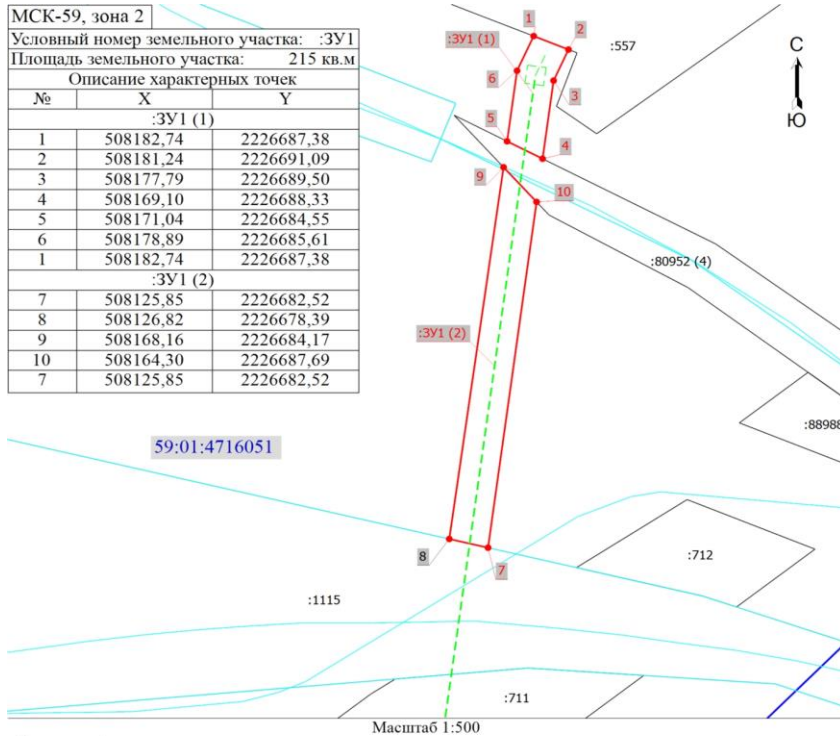 МСК-59, зона 2
Условный номер земельного участка: :ЗУ1
Площадь земельного участка: 215 кв.м
Описание характерных точек
№ X Y
:ЗУ1 (1)
1 508182,74 2226687,38
2 508181,24 2226691,09
3 508177,79 2226689,50
4 508169,10 2226688,33
5 508171,04 2226684,55
6 508178,89 2226685,61
1 508182,74 2226687,38
:ЗУ1 (2)
7 508125,85 2226682,52
8 508126,82 2226678,39
9 508168,16 2226684,17
10 508164,30 2226687,69
7 508125,85 2226682,52
1
2
:ЗУ1 (1)
:557
С
Ю
6
3
5
4
9
10
:80952 (4)
:ЗУ1 (2)
:88988
59:01:4716051
8
7
:712
:1115
:711
Масштаб 1:500